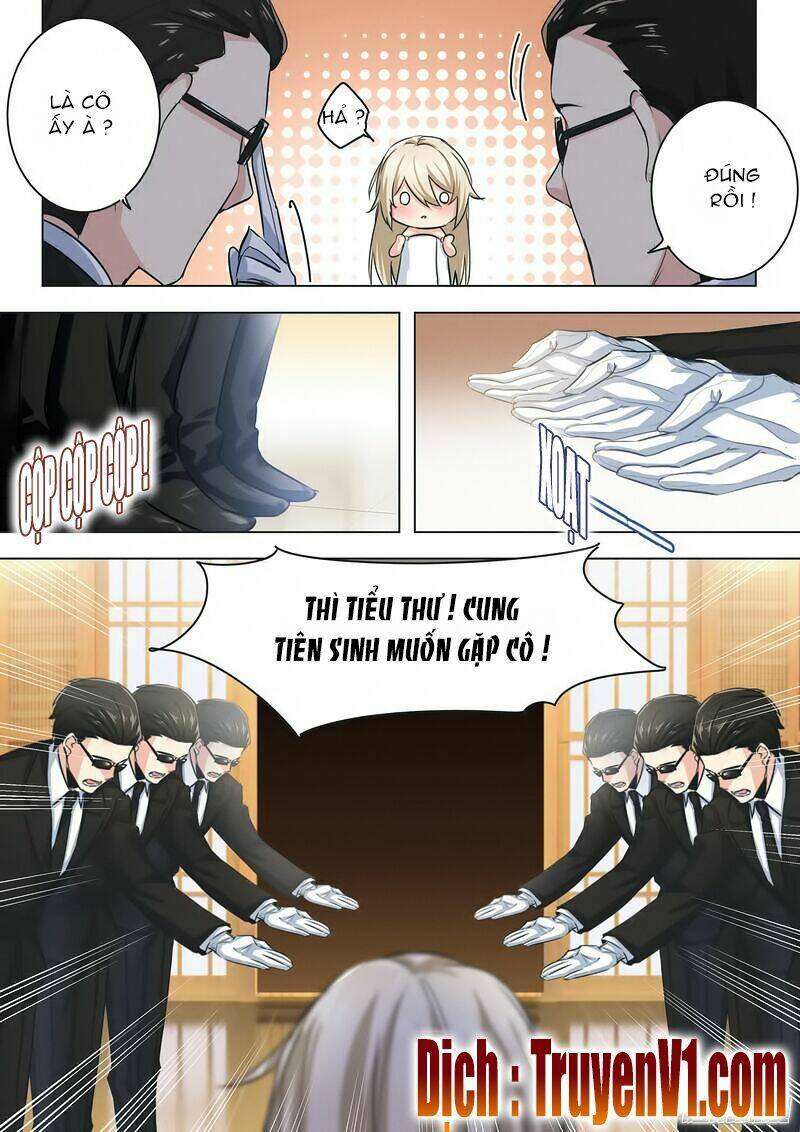 LÀ CÔ
ẤY À ?
HẢ ?
ĐÚNG
RỒI !
CỘP CỘP CỘP !
XOẠT
THÌ TIỂU THƯ ! CUNG
TIÊN SINH MUỐN GẶP CÔ !
Dịch : TruyenV1.com